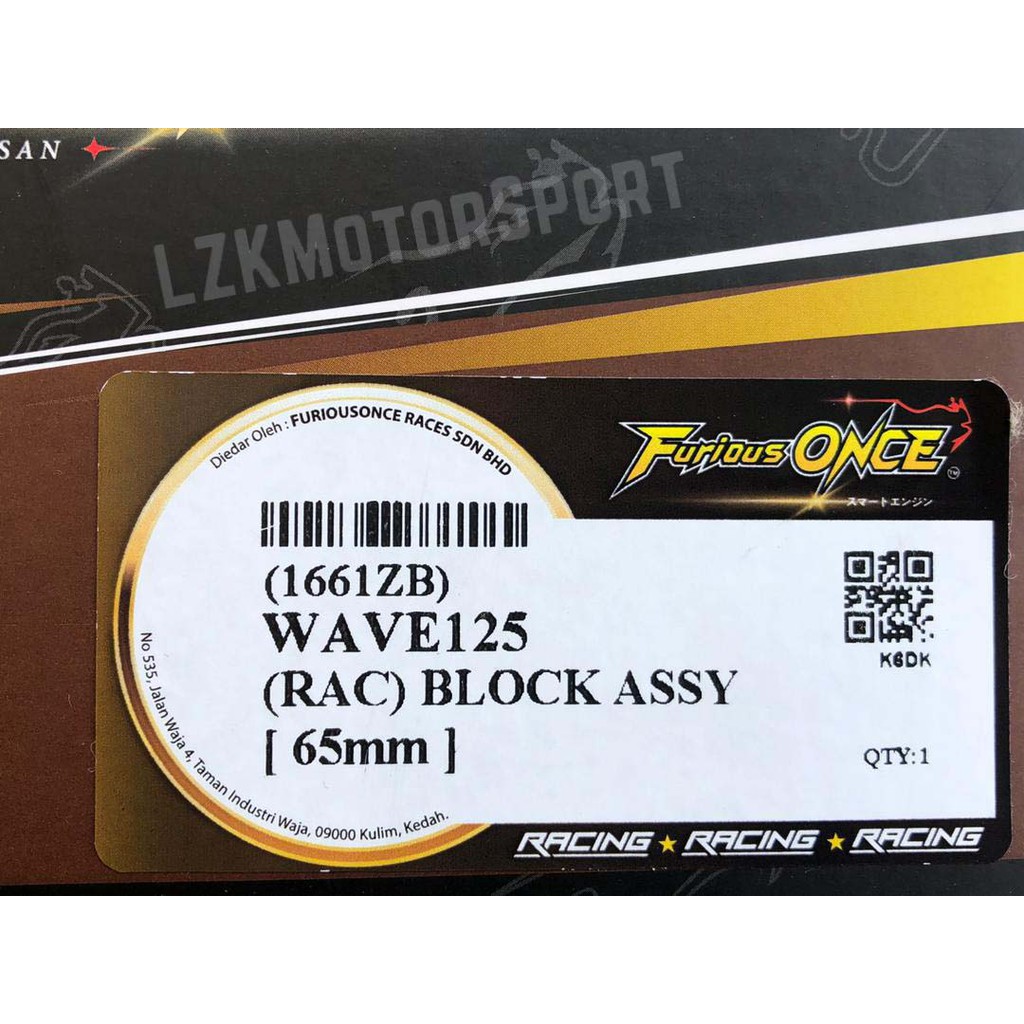 SAN
LZKMotorSport
Diedar Oleh : FURIOUSONCE RACES SDN BHD
Furious ONCE
TM
スマートエンジン
(1661ZB)
WAVE125
(RAC) BLOCK ASSY
[ 65mm ]
K6DK
QTY: 1
No 535, Jalan Waja 4, Taman Industri Waja, 09000 Kulim, Kedah.
RACING ★ RACING ★ RACING